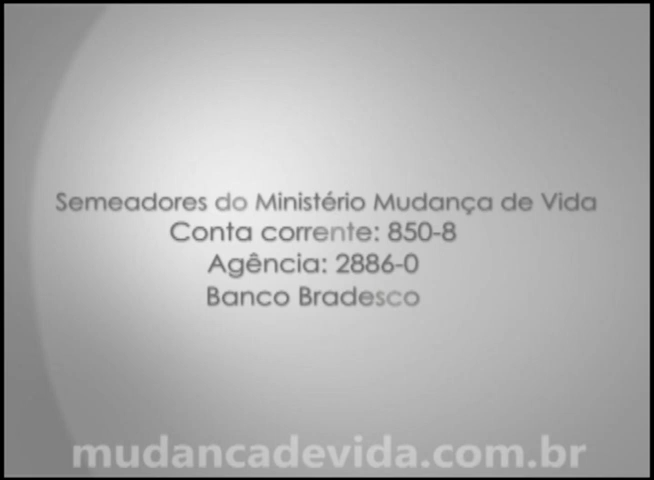 Semeadores do Ministério Mudança de Vida
Conta corrente: 850-8
Agência: 2886-0
Banco Bradesco
mudancadevida.com.br